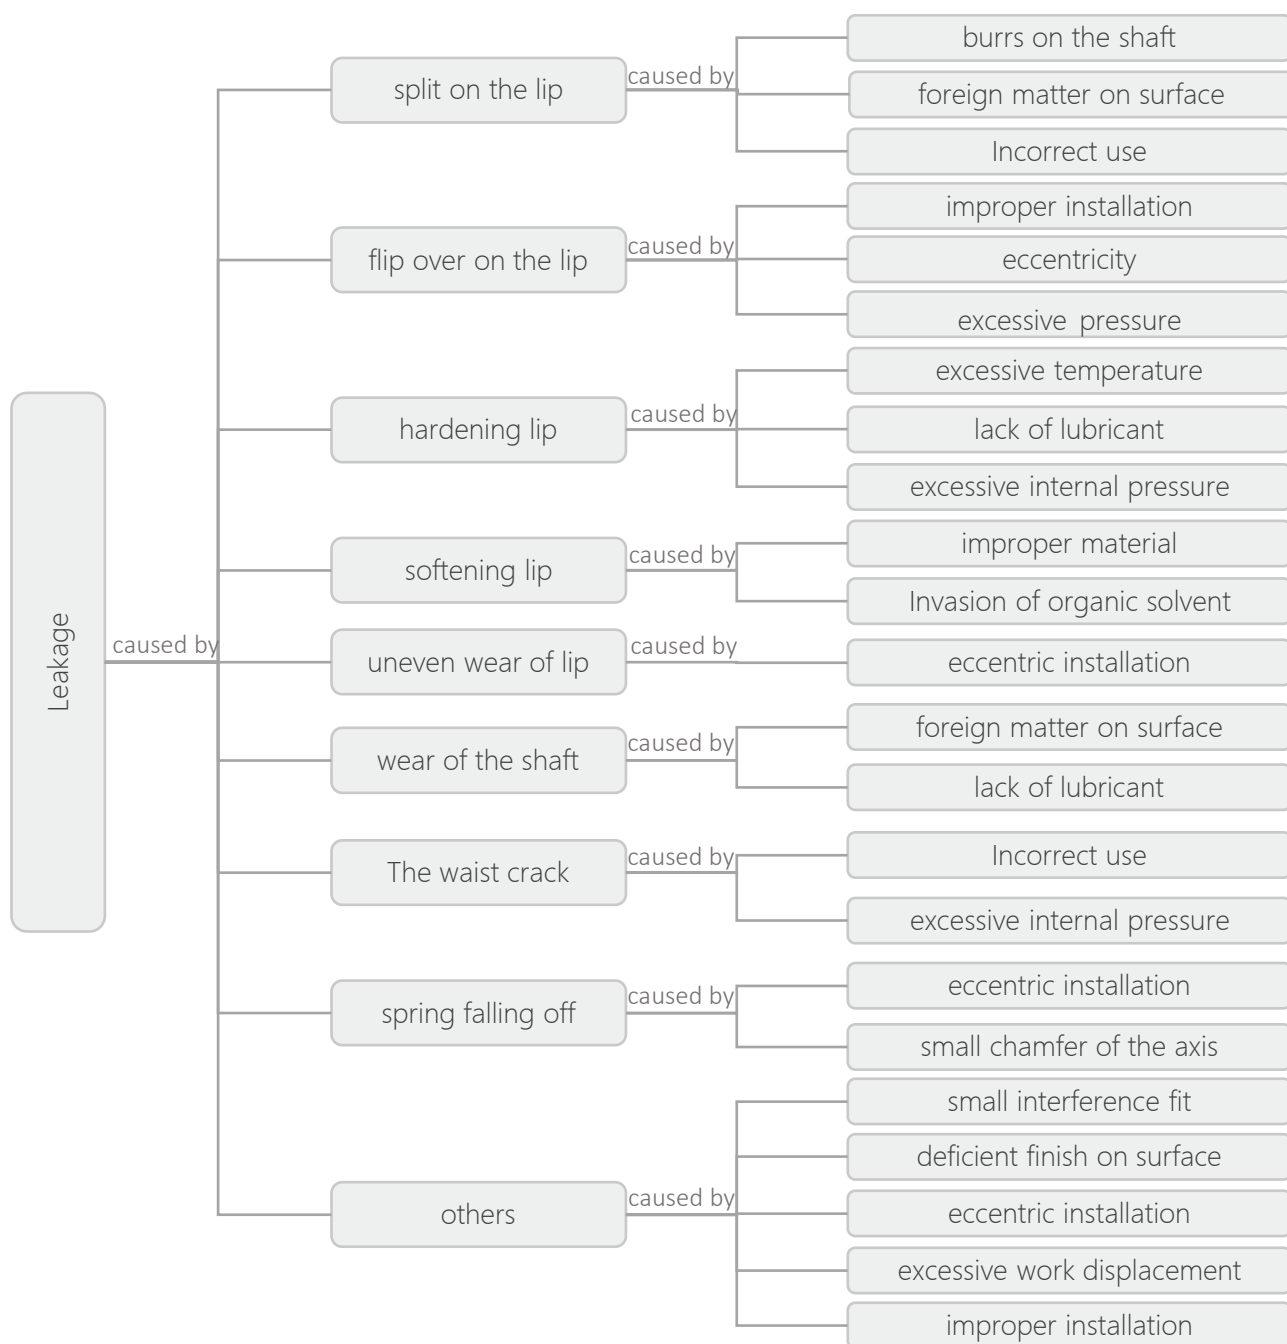 Leakage
caused by
split on the lip
caused by
burrs on the shaft
foreign matter on surface
Incorrect use
flip over on the lip
caused by
improper installation
eccentricity
excessive pressure
hardening lip
caused by
excessive temperature
lack of lubricant
excessive internal pressure
softening lip
caused by
improper material
Invasion of organic solvent
uneven wear of lip
caused by
eccentric installation
wear of the shaft
caused by
foreign matter on surface
lack of lubricant
The waist crack
caused by
Incorrect use
excessive internal pressure
spring falling off
caused by
eccentric installation
small chamfer of the axis
others
caused by
small interference fit
deficient finish on surface
eccentric installation
excessive work displacement
improper installation